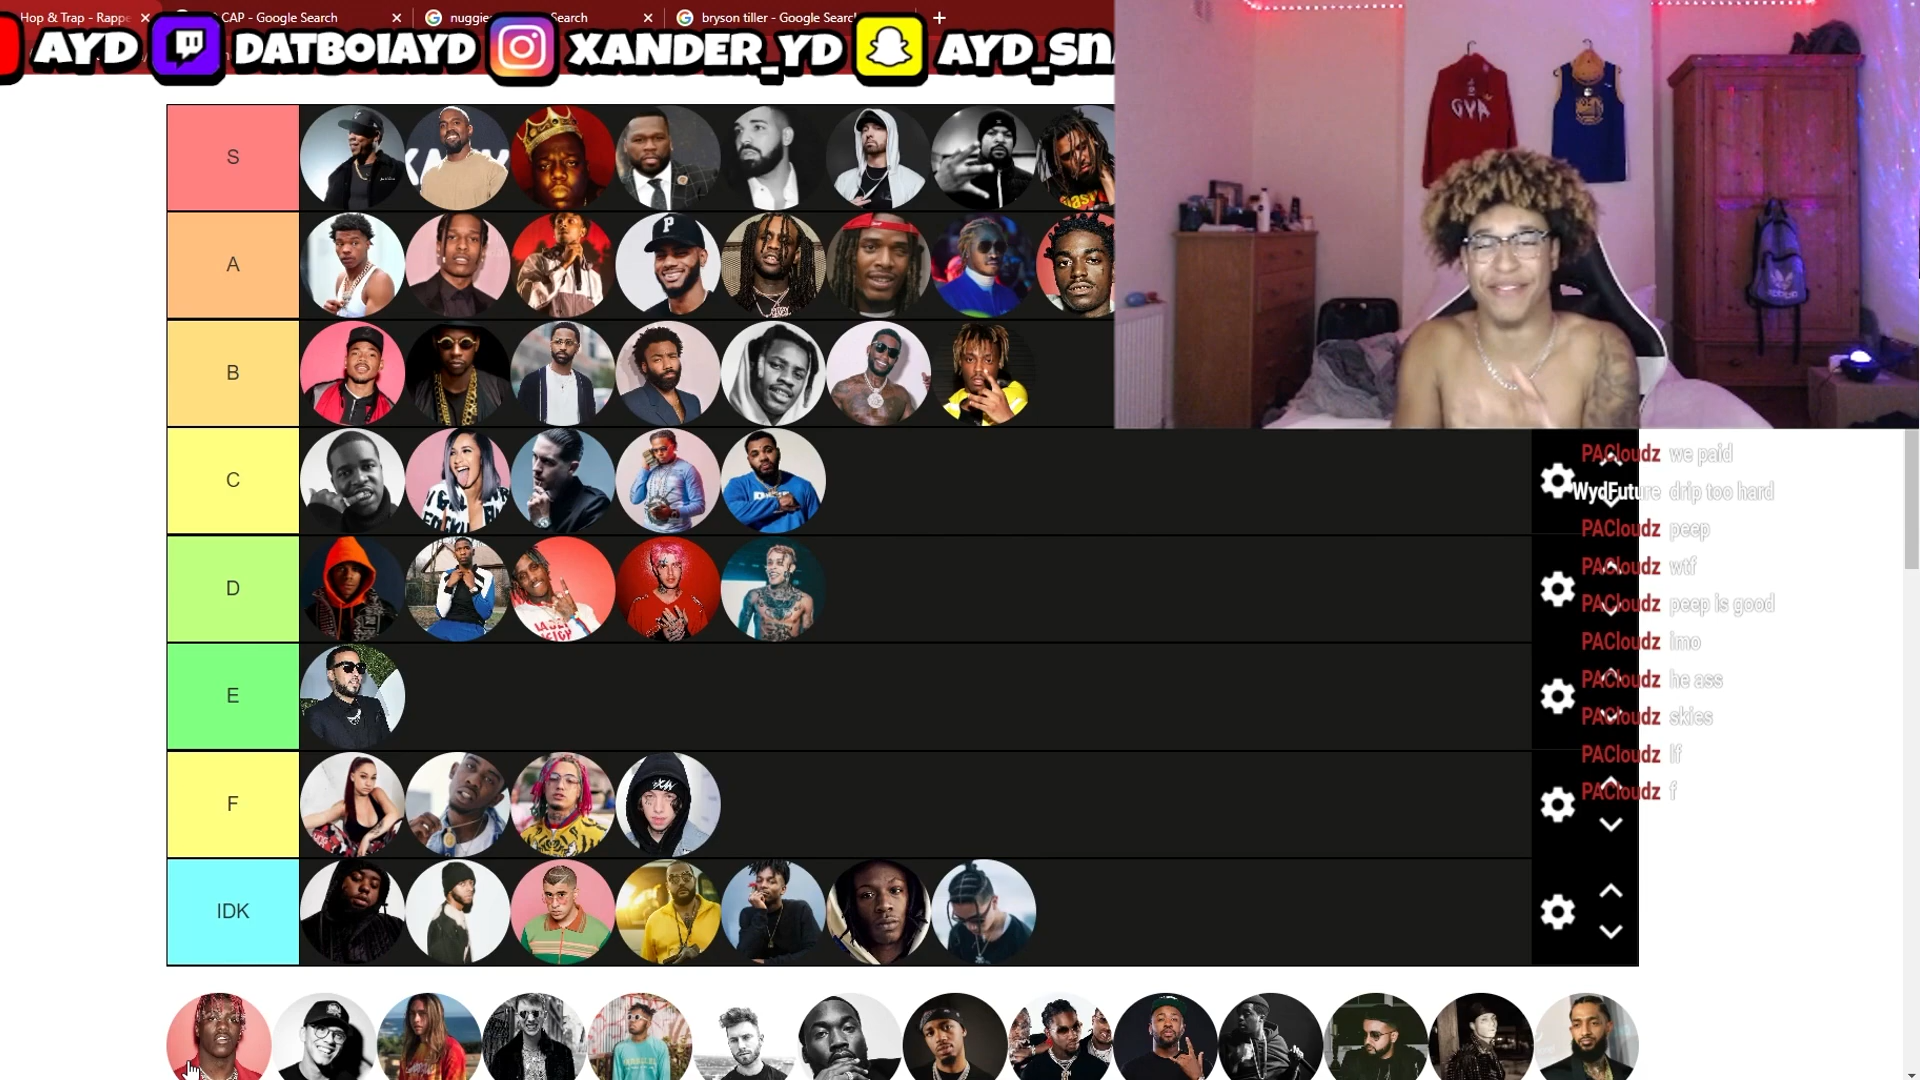 Hop & Trap - Rappe
CAP - Google Search
nuggie
Search
bryson tiller - Google Searc
AYD
DATBOIAYD
XANDER_YD
AYD_SN
S
A
B
C
D
E
F
IDK
PACloudz we paid
WydFuture drip too hard
PACloudz peep
PACloudz wtf
PACloudz peep is good
PACloudz imo
PACloudz he ass
PACloudz skies
PACloudz lf
PACloudz f